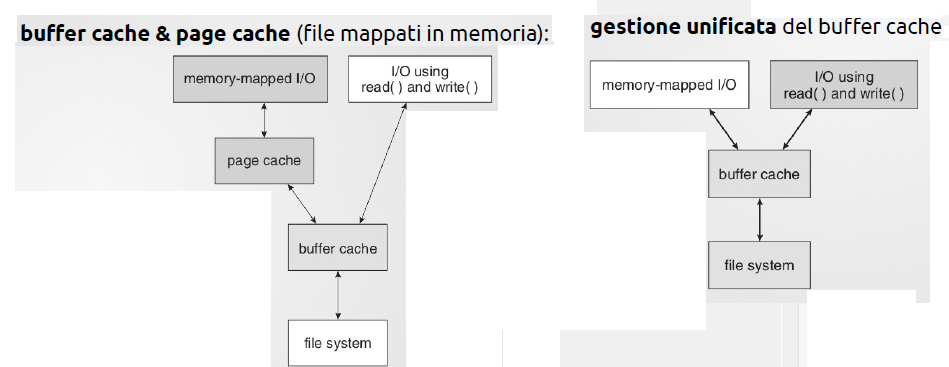 buffer cache & page cache (file mappati in memoria):
memory-mapped I/O
I/O using
read( ) and write( )
page cache
buffer cache
file system
gestione unificata del buffer cache
memory-mapped I/O
I/O using
read( ) and write( )
buffer cache
file system